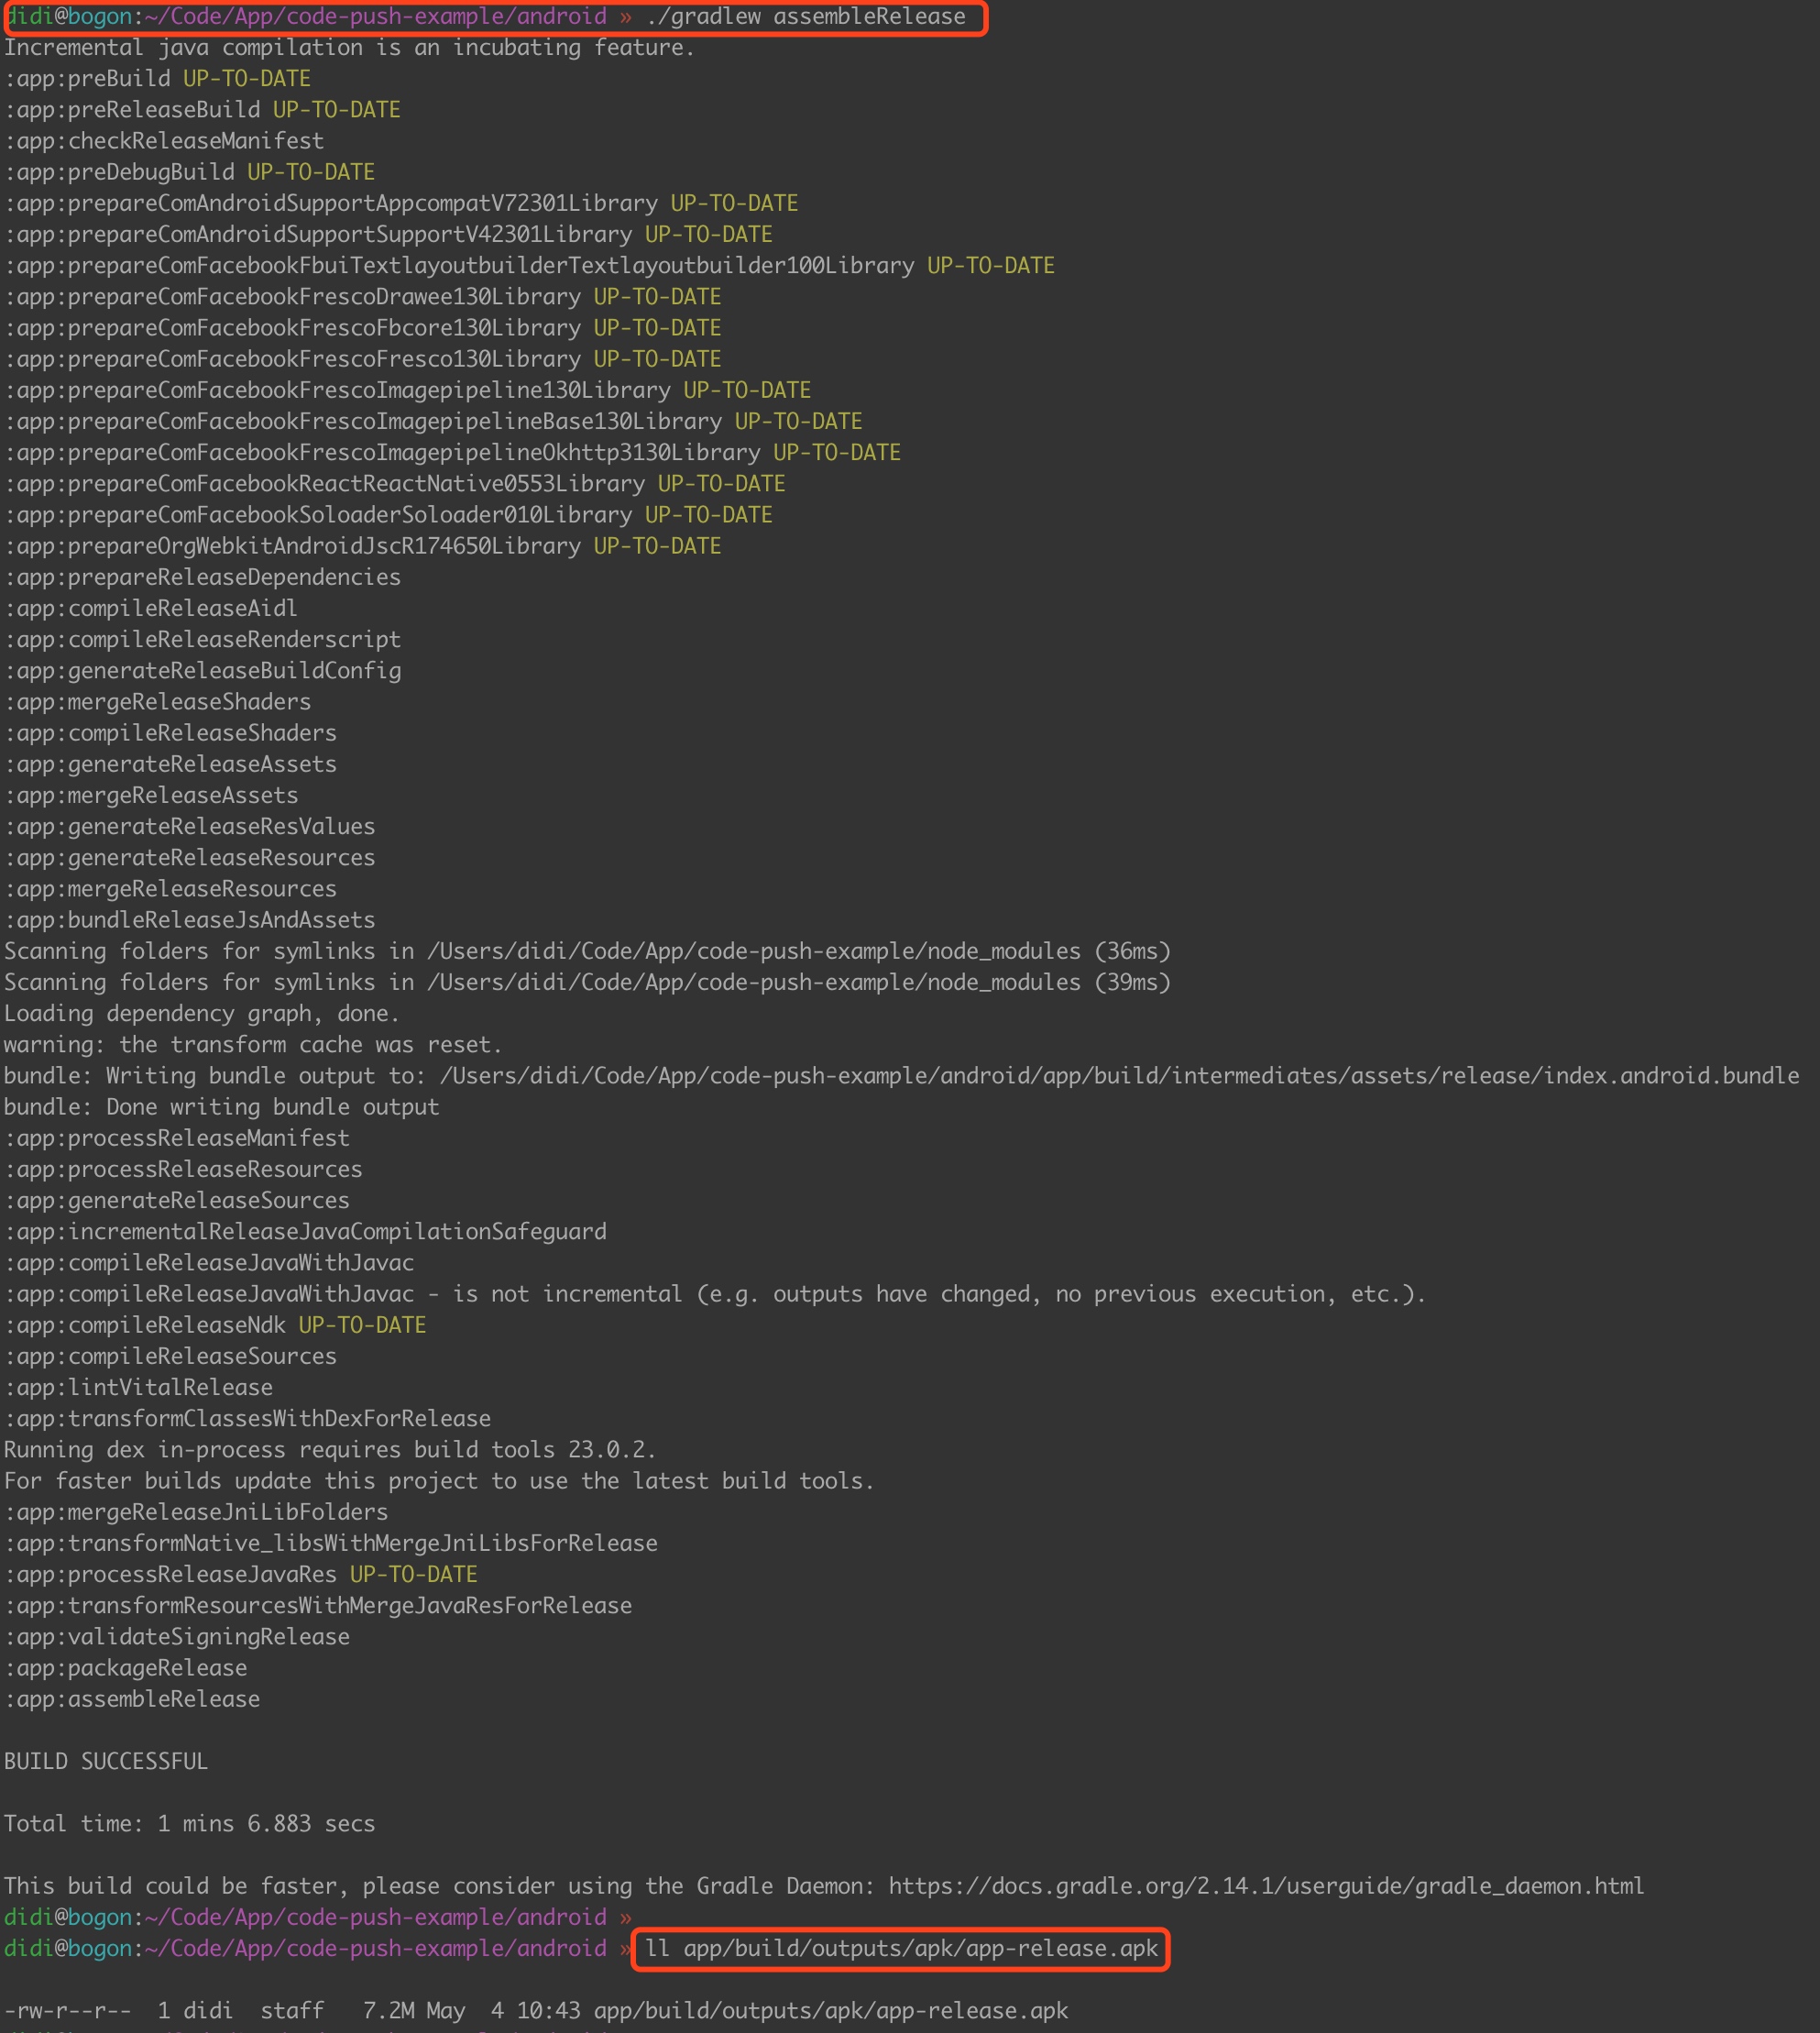 didi@bogon:~/Code/App/code-push-example/android » ./gradlew assembleRelease
Incremental java compilation is an incubating feature.
:app:preBuild UP-TO-DATE
:app:preReleaseBuild UP-TO-DATE
:app:checkReleaseManifest
:app:preDebugBuild UP-TO-DATE
:app:prepareComAndroidSupportAppcompatV72301Library UP-TO-DATE
:app:prepareComAndroidSupportSupportV42301Library UP-TO-DATE
:app:prepareComFacebookFbuiTextlayoutbuilderTextlayoutbuilder100Library UP-TO-DATE
:app:prepareComFacebookFrescoDrawee130Library UP-TO-DATE
:app:prepareComFacebookFrescoFbcore130Library UP-TO-DATE
:app:prepareComFacebookFrescoFresco130Library UP-TO-DATE
:app:prepareComFacebookFrescoImagepipeline130Library UP-TO-DATE
:app:prepareComFacebookFrescoImagepipelineBase130Library UP-TO-DATE
:app:prepareComFacebookFrescoImagepipelineOkhttp3130Library UP-TO-DATE
:app:prepareComFacebookReactReactNative0553Library UP-TO-DATE
:app:prepareComFacebookSoloaderSoloader010Library UP-TO-DATE
:app:prepareOrgWebkitAndroidJscR174650Library UP-TO-DATE
:app:prepareReleaseDependencies
:app:compileReleaseAidl
:app:compileReleaseRenderscript
:app:generateReleaseBuildConfig
:app:mergeReleaseShaders
:app:compileReleaseShaders
:app:generateReleaseAssets
:app:mergeReleaseAssets
:app:generateReleaseResValues
:app:generateReleaseResources
:app:mergeReleaseResources
:app:bundleReleaseJsAndAssets
Scanning folders for symlinks in /Users/didi/Code/App/code-push-example/node_modules (36ms)
Scanning folders for symlinks in /Users/didi/Code/App/code-push-example/node_modules (39ms)
Loading dependency graph, done.
warning: the transform cache was reset.
bundle: Writing bundle output to: /Users/didi/Code/App/code-push-example/android/app/build/intermediates/assets/release/index.android.bundle
bundle: Done writing bundle output
:app:processReleaseManifest
:app:processReleaseResources
:app:generateReleaseSources
:app:incrementalReleaseJavaCompilationSafeguard
:app:compileReleaseJavaWithJavac
:app:compileReleaseJavaWithJavac - is not incremental (e.g. outputs have changed, no previous execution, etc.).
:app:compileReleaseNdk UP-TO-DATE
:app:compileReleaseSources
:app:lintVitalRelease
:app:transformClassesWithDexForRelease
Running dex in-process requires build tools 23.0.2.
For faster builds update this project to use the latest build tools.
:app:mergeReleaseJniLibFolders
:app:transformNative_libsWithMergeJniLibsForRelease
:app:processReleaseJavaRes UP-TO-DATE
:app:transformResourcesWithMergeJavaResForRelease
:app:validateSigningRelease
:app:packageRelease
:app:assembleRelease
BUILD SUCCESSFUL
Total time: 1 mins 6.883 secs
This build could be faster, please consider using the Gradle Daemon: https://docs.gradle.org/2.14.1/userguide/gradle_daemon.html
didi@bogon:~/Code/App/code-push-example/android »
didi@bogon:~/Code/App/code-push-example/android » ll app/build/outputs/apk/app-release.apk
-rw-r--r--  1 didi  staff   7.2M May  4 10:43 app/build/outputs/apk/app-release.apk